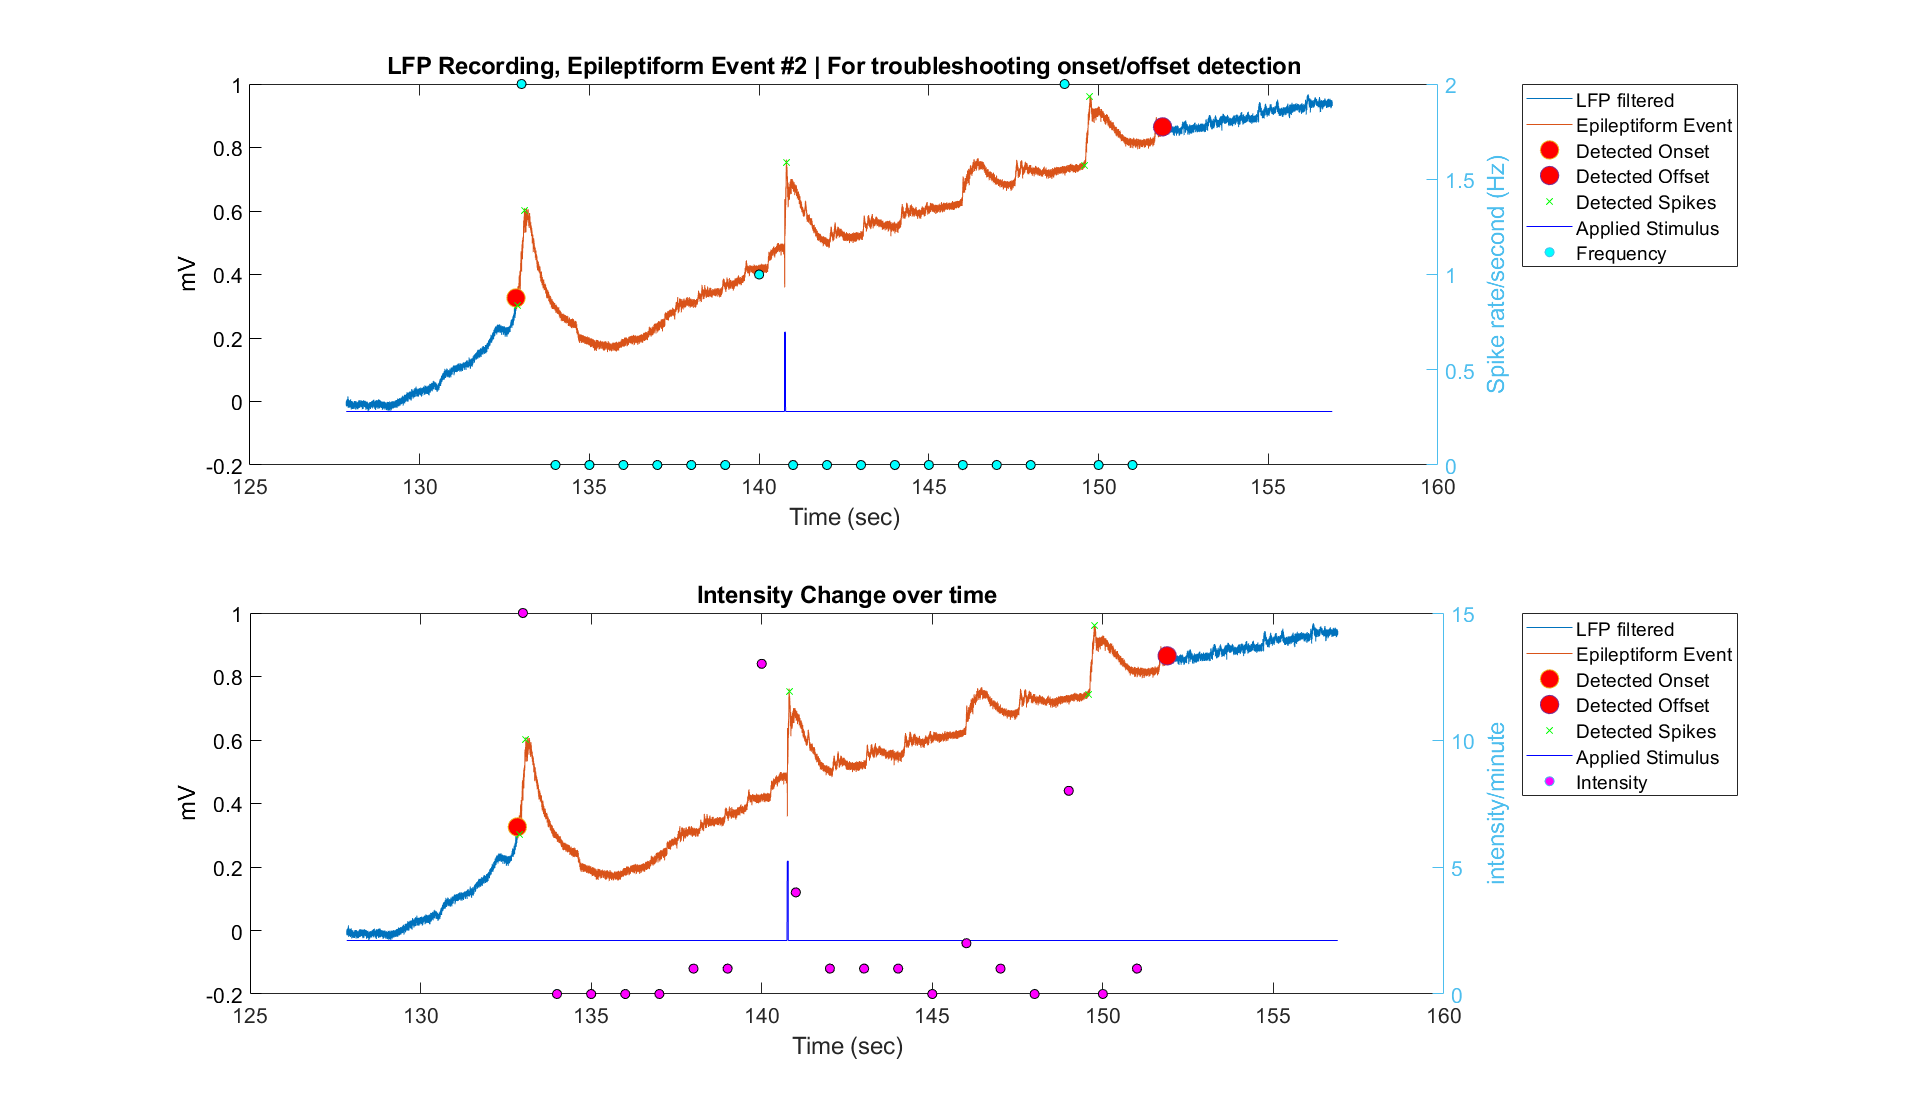 LFP Recording, Epileptiform Event #2 | For troubleshooting onset/offset detection
1
0.8
0.6
0.4
0.2
0
-0.2
mV
125
130
135
140
145
150
155
160
Time (sec)
2
1.5
1
0.5
0
Spike rate/second (Hz)
LFP filtered
Epileptiform Event
Detected Onset
Detected Offset
Detected Spikes
Applied Stimulus
Frequency
Intensity Change over time
1
0.8
0.6
0.4
0.2
0
-0.2
mV
125
130
135
140
145
150
155
160
Time (sec)
15
10
5
0
intensity/minute
LFP filtered
Epileptiform Event
Detected Onset
Detected Offset
Detected Spikes
Applied Stimulus
Intensity